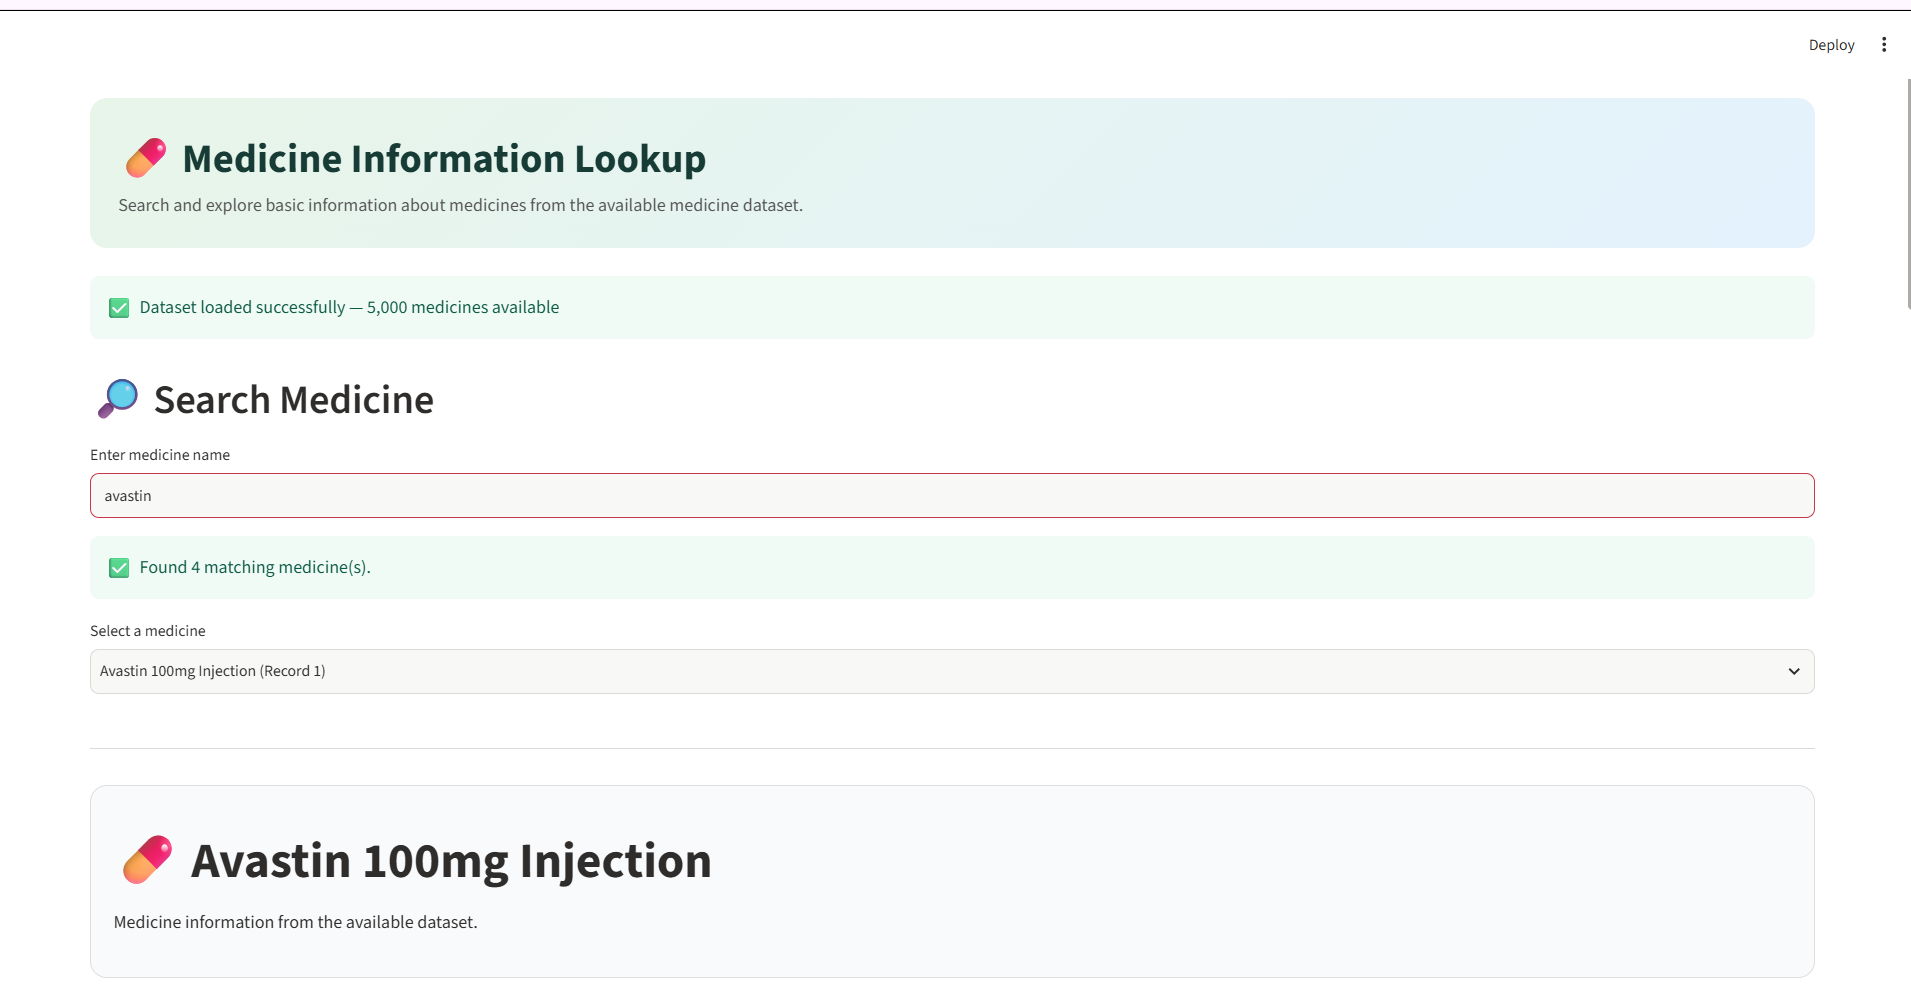 Deploy
Medicine Information Lookup
Search and explore basic information about medicines from the available medicine dataset.
Dataset loaded successfully — 5,000 medicines available
Search Medicine
Enter medicine name
avastin
Found 4 matching medicine(s).
Select a medicine
Avastin 100mg Injection (Record 1)
Avastin 100mg Injection
Medicine information from the available dataset.